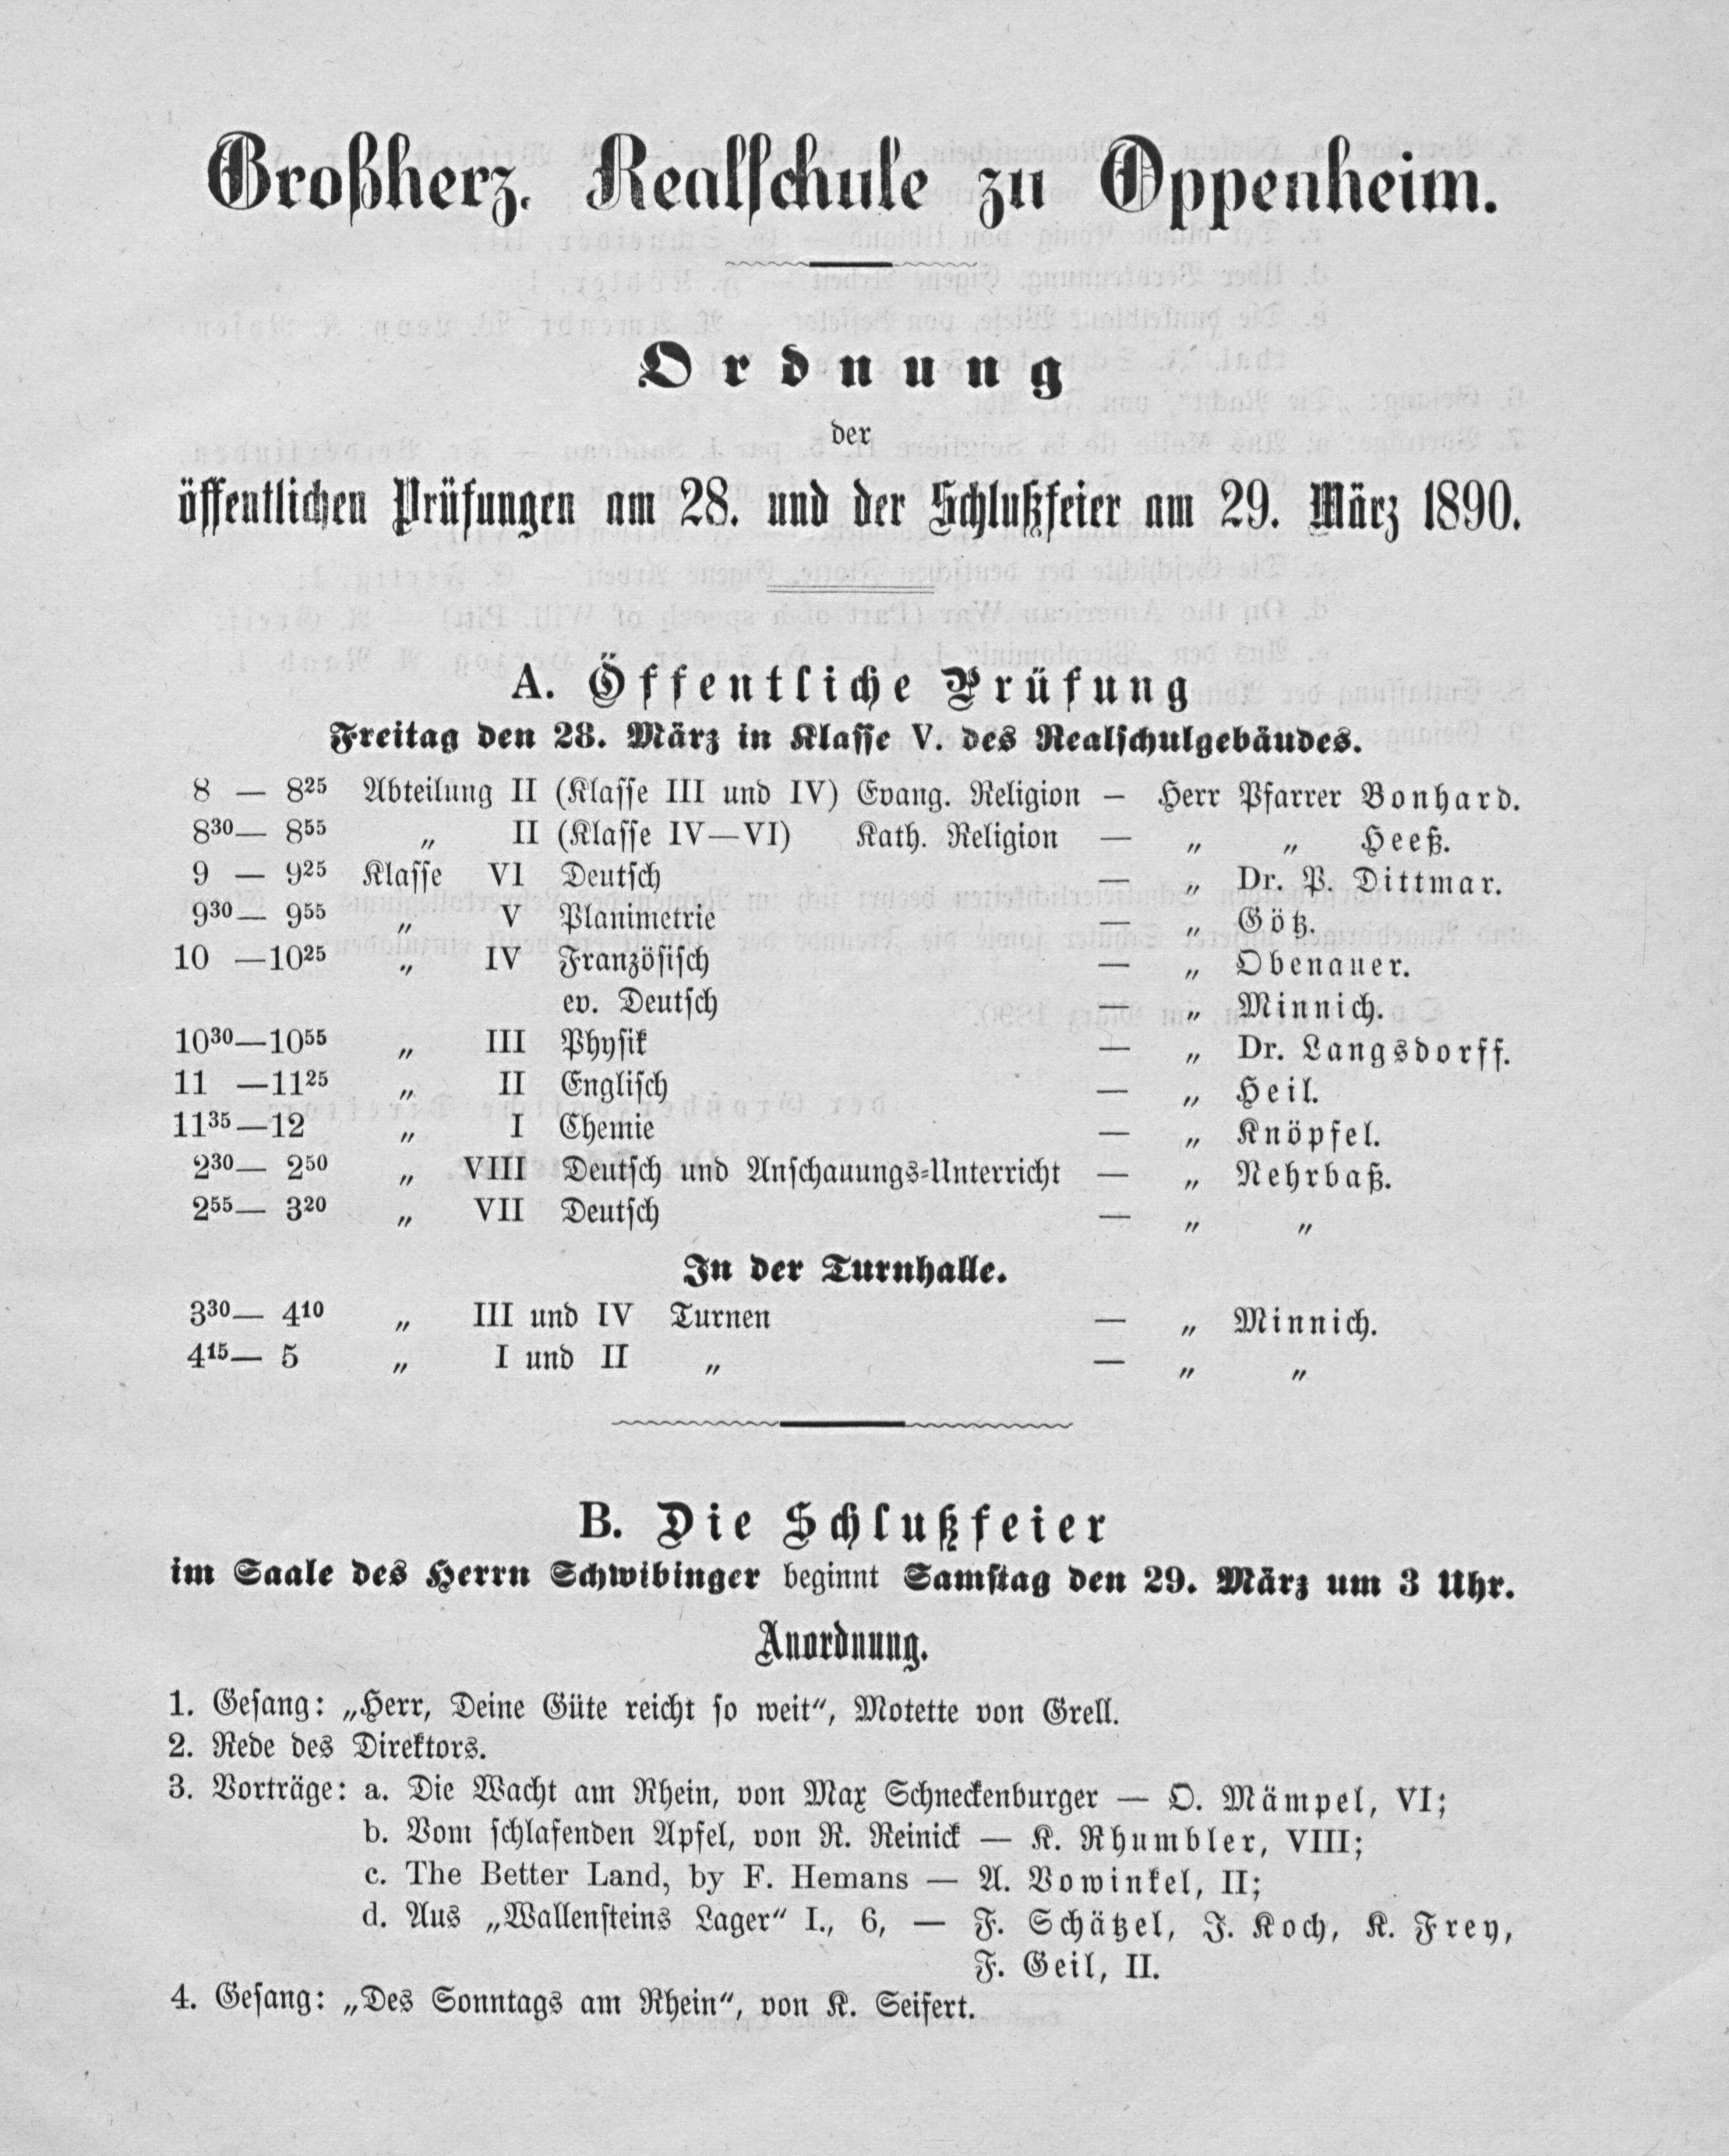 Großherz. Realschule zu Oppenheim.
Ordnung
der
öffentlichen Prüfungen am 28. und der Schlußfeier am 29. März 1890.
A. Öffentliche Prüfung
Freitag den 28. März in Klasse V. des Realschulgebäudes.
8 — 8²⁵ Abteilung II (Klasse III und IV) Evang. Religion — Herr Pfarrer Bonhard.
8³⁰— 8⁵⁵ „ II (Klasse IV—VI) Kath. Religion — „ „ Heeß.
9 — 9²⁵ Klasse VI Deutsch — „ Dr. P. Dittmar.
9³⁰— 9⁵⁵ „ V Planimetrie — „ Götz.
10 —10²⁵ „ IV Französisch — „ Obenauer.
ev. Deutsch — „ Minnich.
10³⁰—10⁵⁵ „ III Physik — „ Dr. Langsdorff.
11 —11²⁵ „ II Englisch — „ Heil.
11³⁵—12 „ I Chemie — „ Knöpfel.
2³⁰— 2⁵⁰ „ VIII Deutsch und Anschauungs-Unterricht — „ Nehrbaß.
2⁵⁵— 3²⁰ „ VII Deutsch — „ „
In der Turnhalle.
3³⁰— 4¹⁰ „ III und IV Turnen — „ Minnich.
4¹⁵— 5 „ I und II „ — „ „
B. Die Schlußfeier
im Saale des Herrn Schwibinger beginnt Samstag den 29. März um 3 Uhr.
Anordnung.
1. Gesang: „Herr, Deine Güte reicht so weit“, Motette von Grell.
2. Rede des Direktors.
3. Vorträge: a. Die Wacht am Rhein, von Max Schneckenburger — O. Mämpel, VI;
b. Vom schlafenden Apfel, von R. Reinick — K. Rhumbler, VIII;
c. The Better Land, by F. Hemans — A. Vowinkel, II;
d. Aus „Wallensteins Lager“ I., 6, — F. Schätzel, J. Koch, K. Frey,
F. Geil, II.
4. Gesang: „Des Sonntags am Rhein“, von K. Seifert.